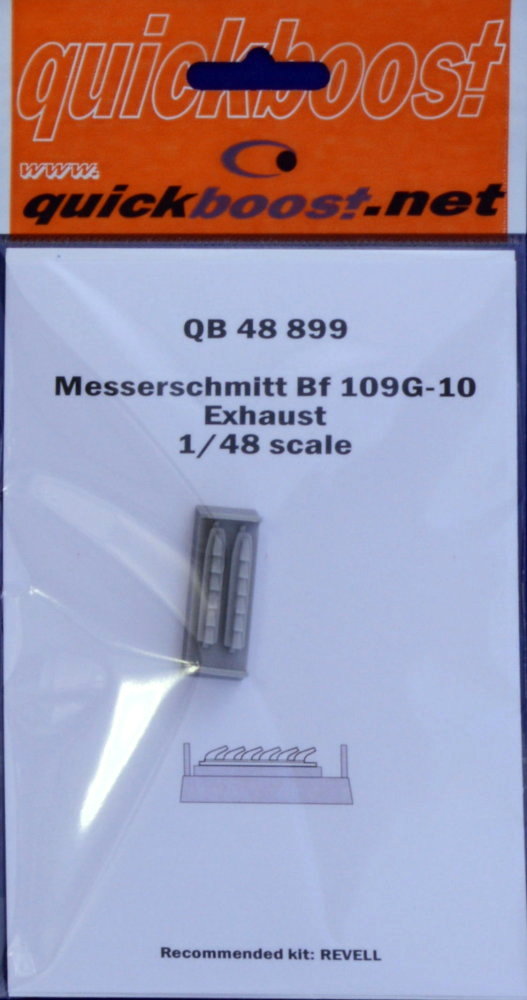 quickboost
www.
quickboost.net
QB 48 899
Messerschmitt Bf 109G-10
Exhaust
1/48 scale
Recommended kit: REVELL